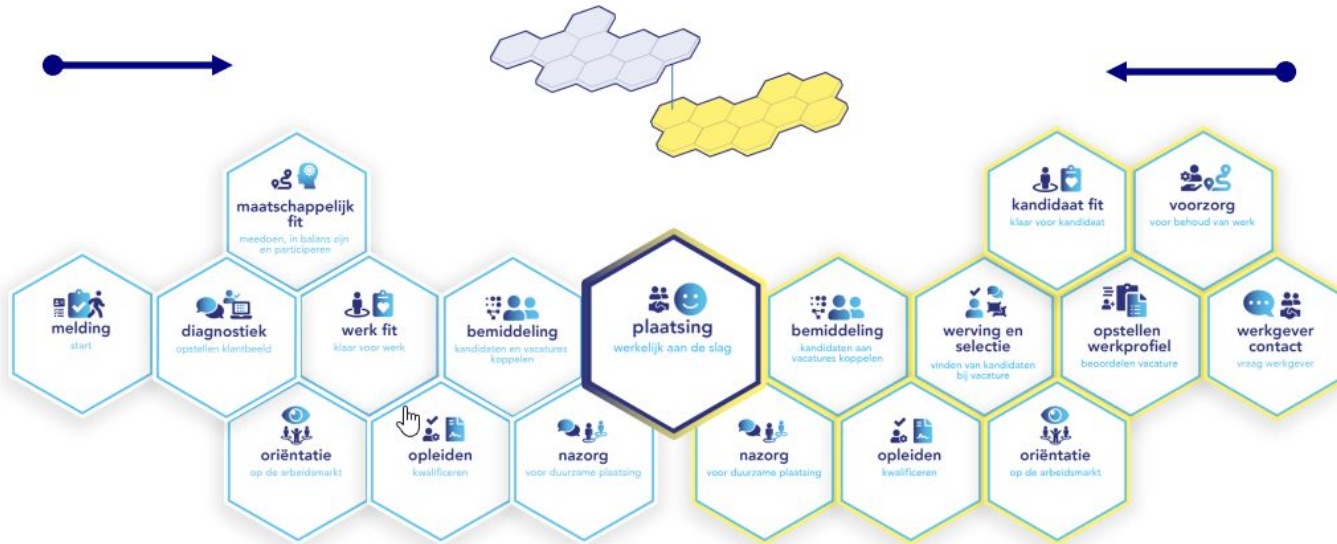 maatschappelijk
fit
meedoen, in balans zijn
en participeren
kandidaat fit
klaar voor kandidaat
voorzorg
voor behoud van werk
melding
start
diagnostiek
opstellen klantbeeld
werk fit
klaar voor werk
bemiddeling
kandidaten en vacatures
koppelen
plaatsing
werkelijk aan de slag
bemiddeling
kandidaten aan
vacatures koppelen
werving en
selectie
vinden van kandidaten
bij vacature
opstellen
werkprofiel
beoordelen vacature
werkgever
contact
vraag werkgever
oriëntatie
op de arbeidsmarkt
opleiden
kwalificeren
nazorg
voor duurzame plaatsing
nazorg
voor duurzame plaatsing
opleiden
kwalificeren
oriëntatie
op de arbeidsmarkt